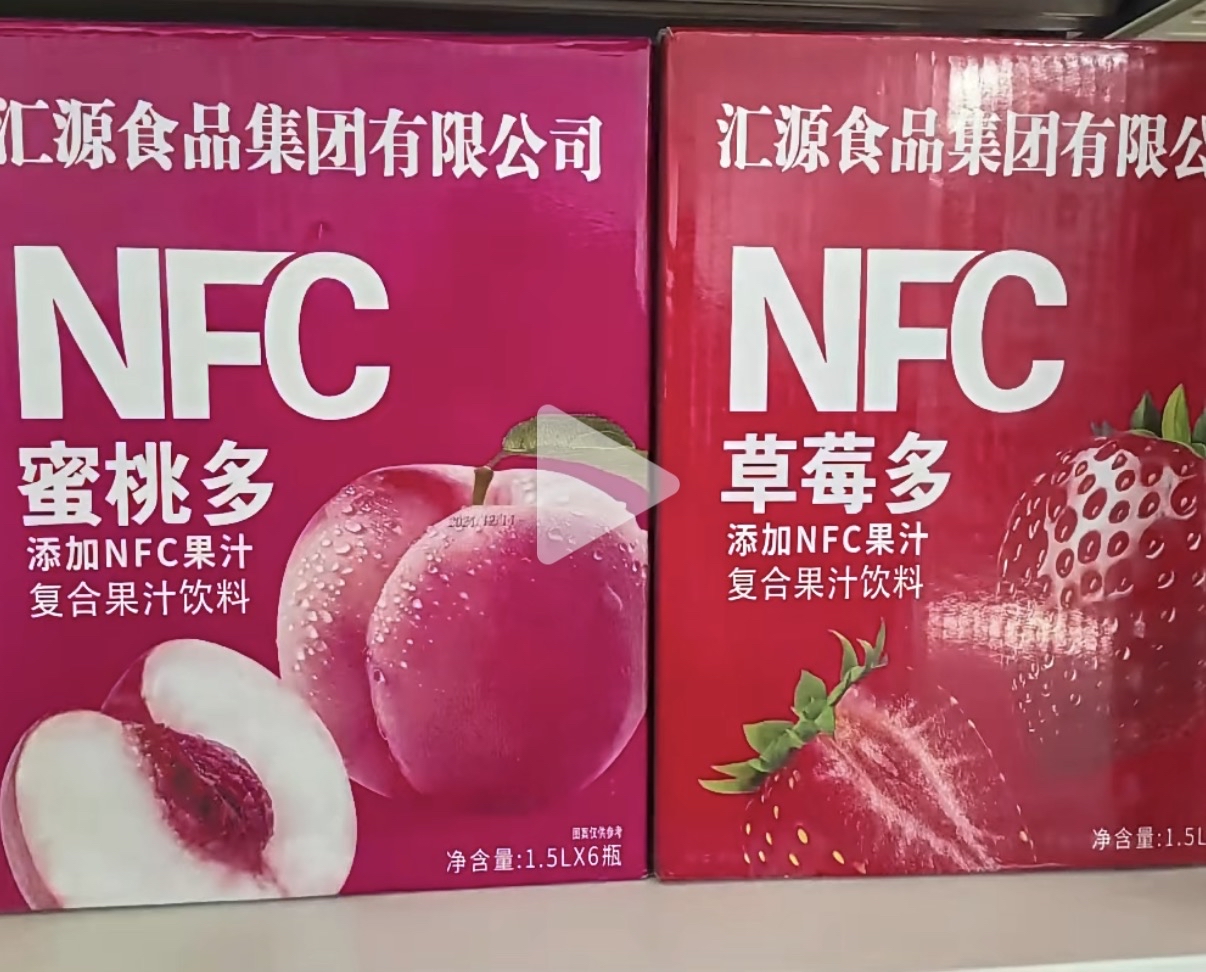 汇源食品集团有限公司
NFC
蜜桃多
添加NFC果汁
复合果汁饮料
图案仅供参考
净含量:1.5LX6瓶
汇源食品集团有限公
NFC
草莓多
添加NFC果汁
复合果汁饮料
净含量:1.5L